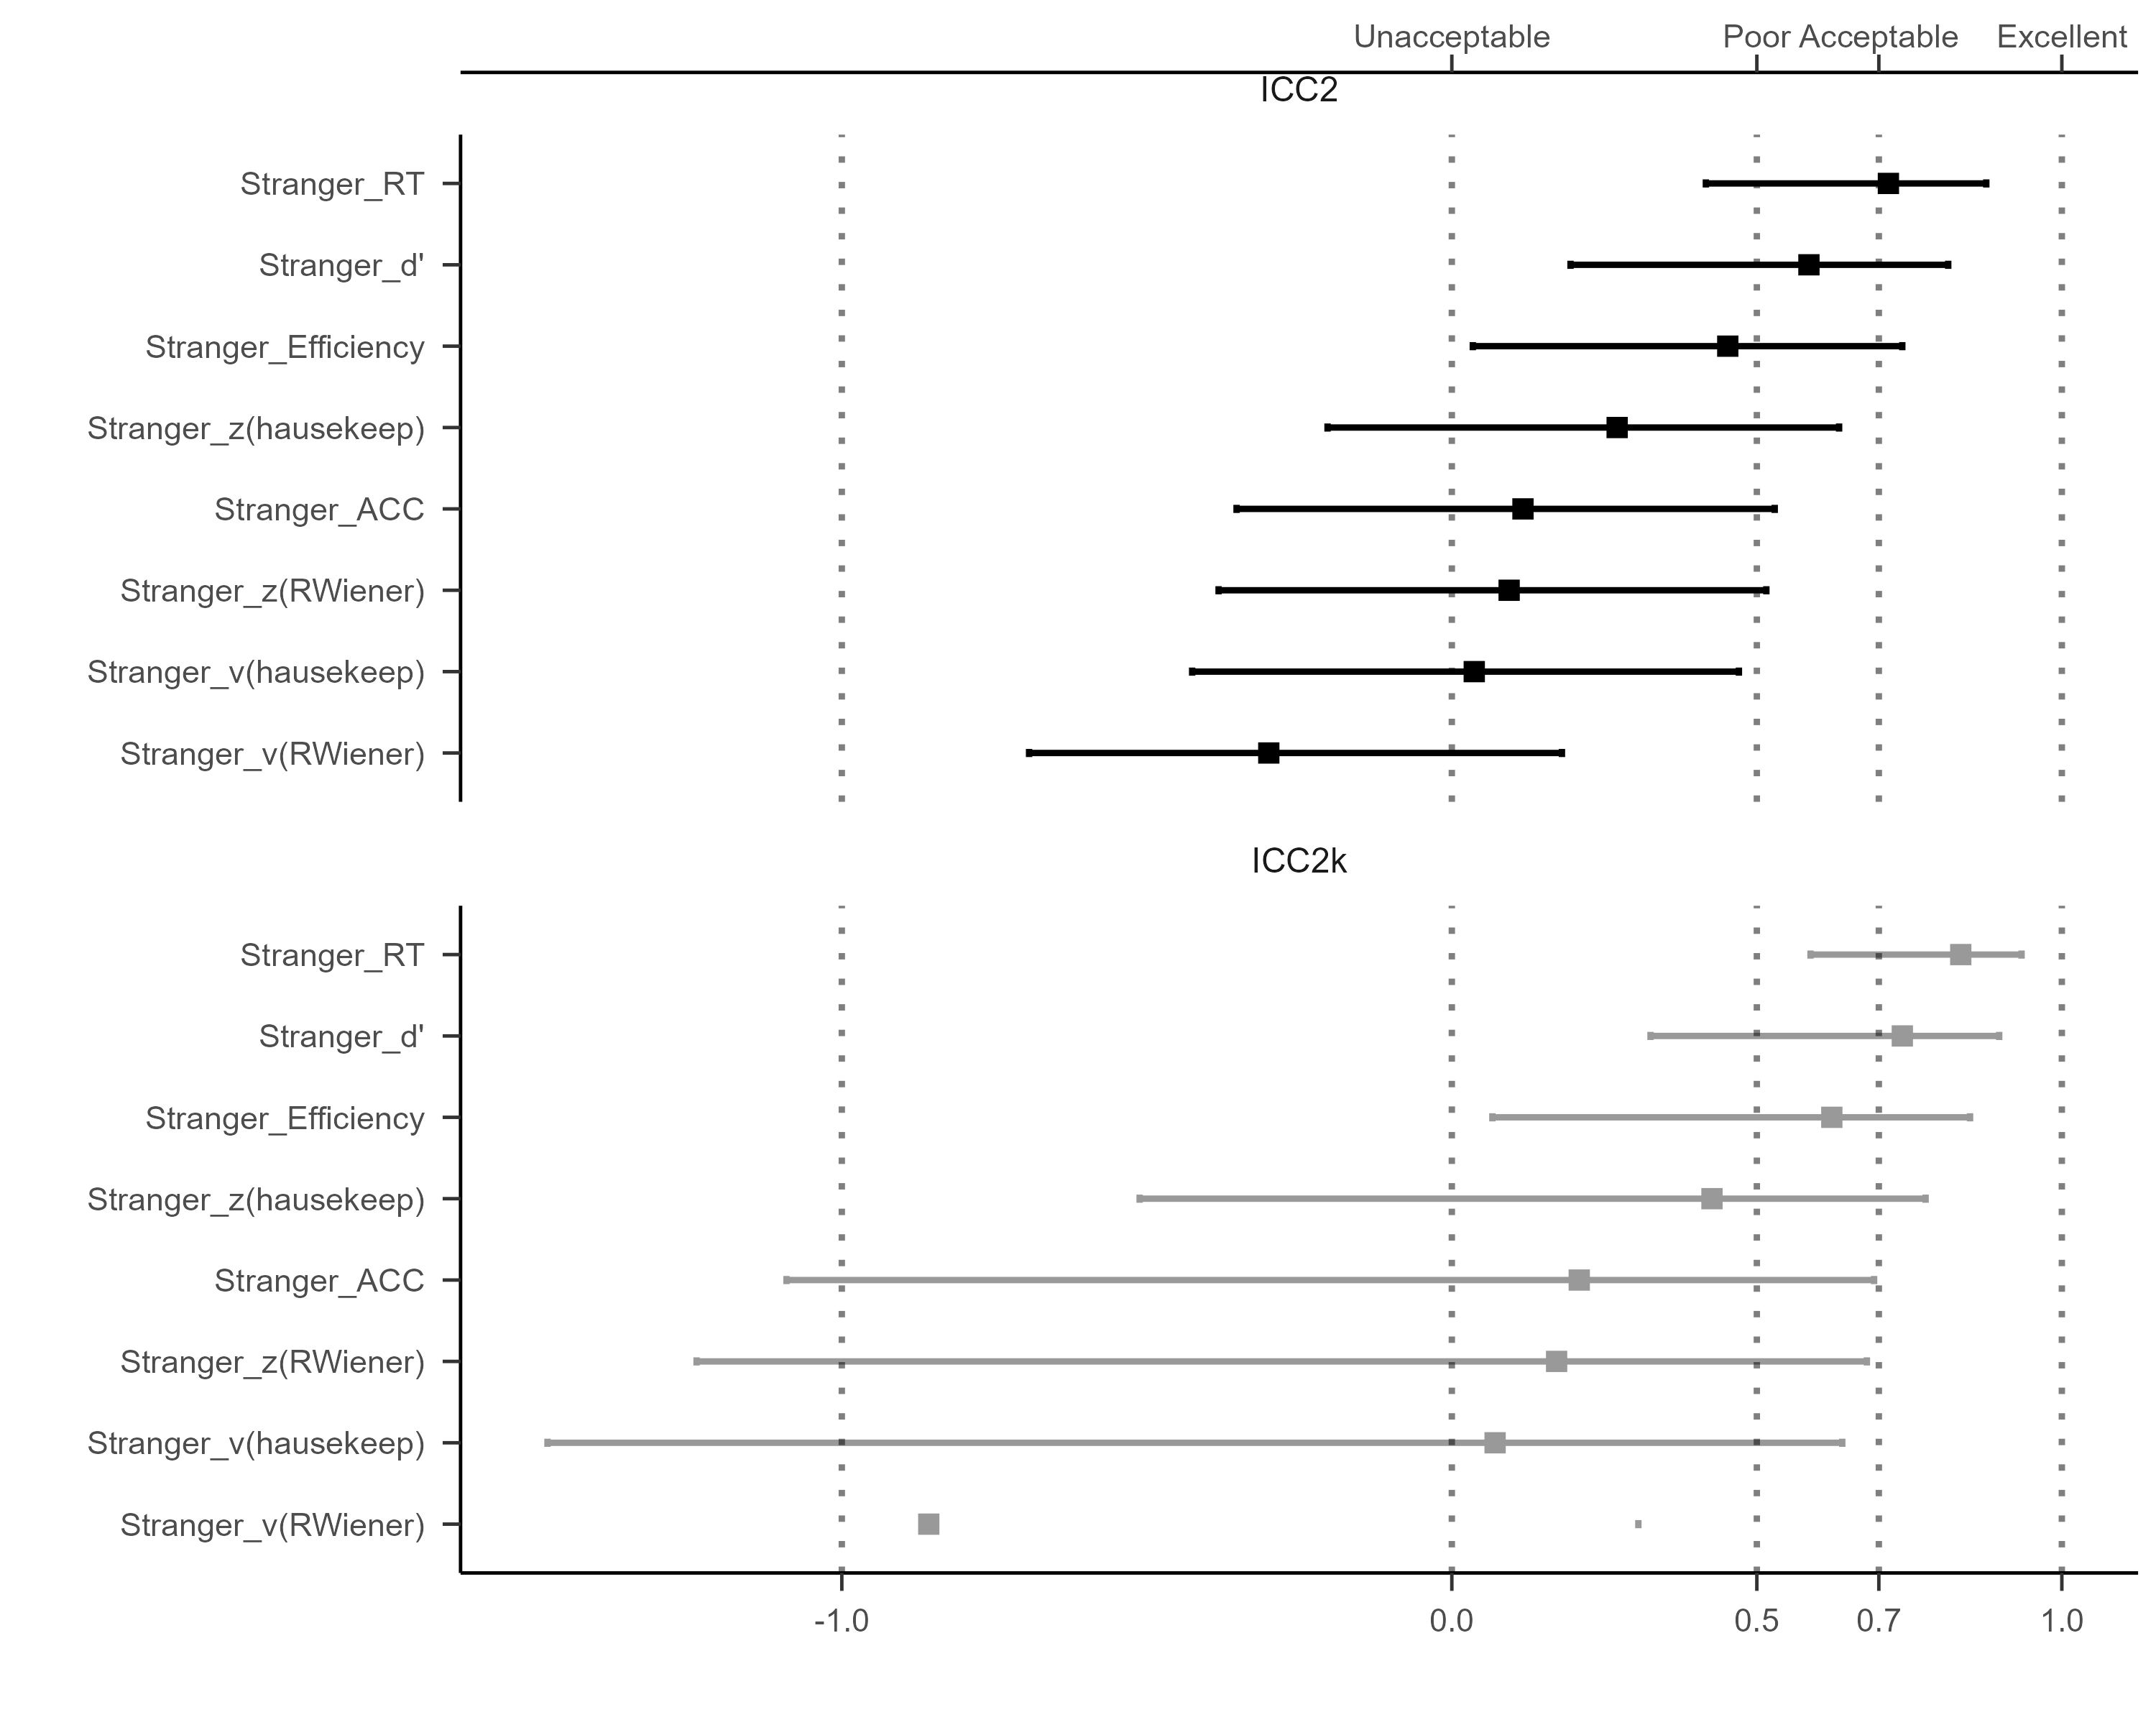 Unacceptable Poor Acceptable Excellent
ICC2
Stranger_RT
Stranger_d'
Stranger_Efficiency
Stranger_z(hausekeep)
Stranger_ACC
Stranger_z(RWiener)
Stranger_v(hausekeep)
Stranger_v(RWiener)
ICC2k
Stranger_RT
Stranger_d'
Stranger_Efficiency
Stranger_z(hausekeep)
Stranger_ACC
Stranger_z(RWiener)
Stranger_v(hausekeep)
Stranger_v(RWiener)
-1.0 0.0 0.5 0.7 1.0